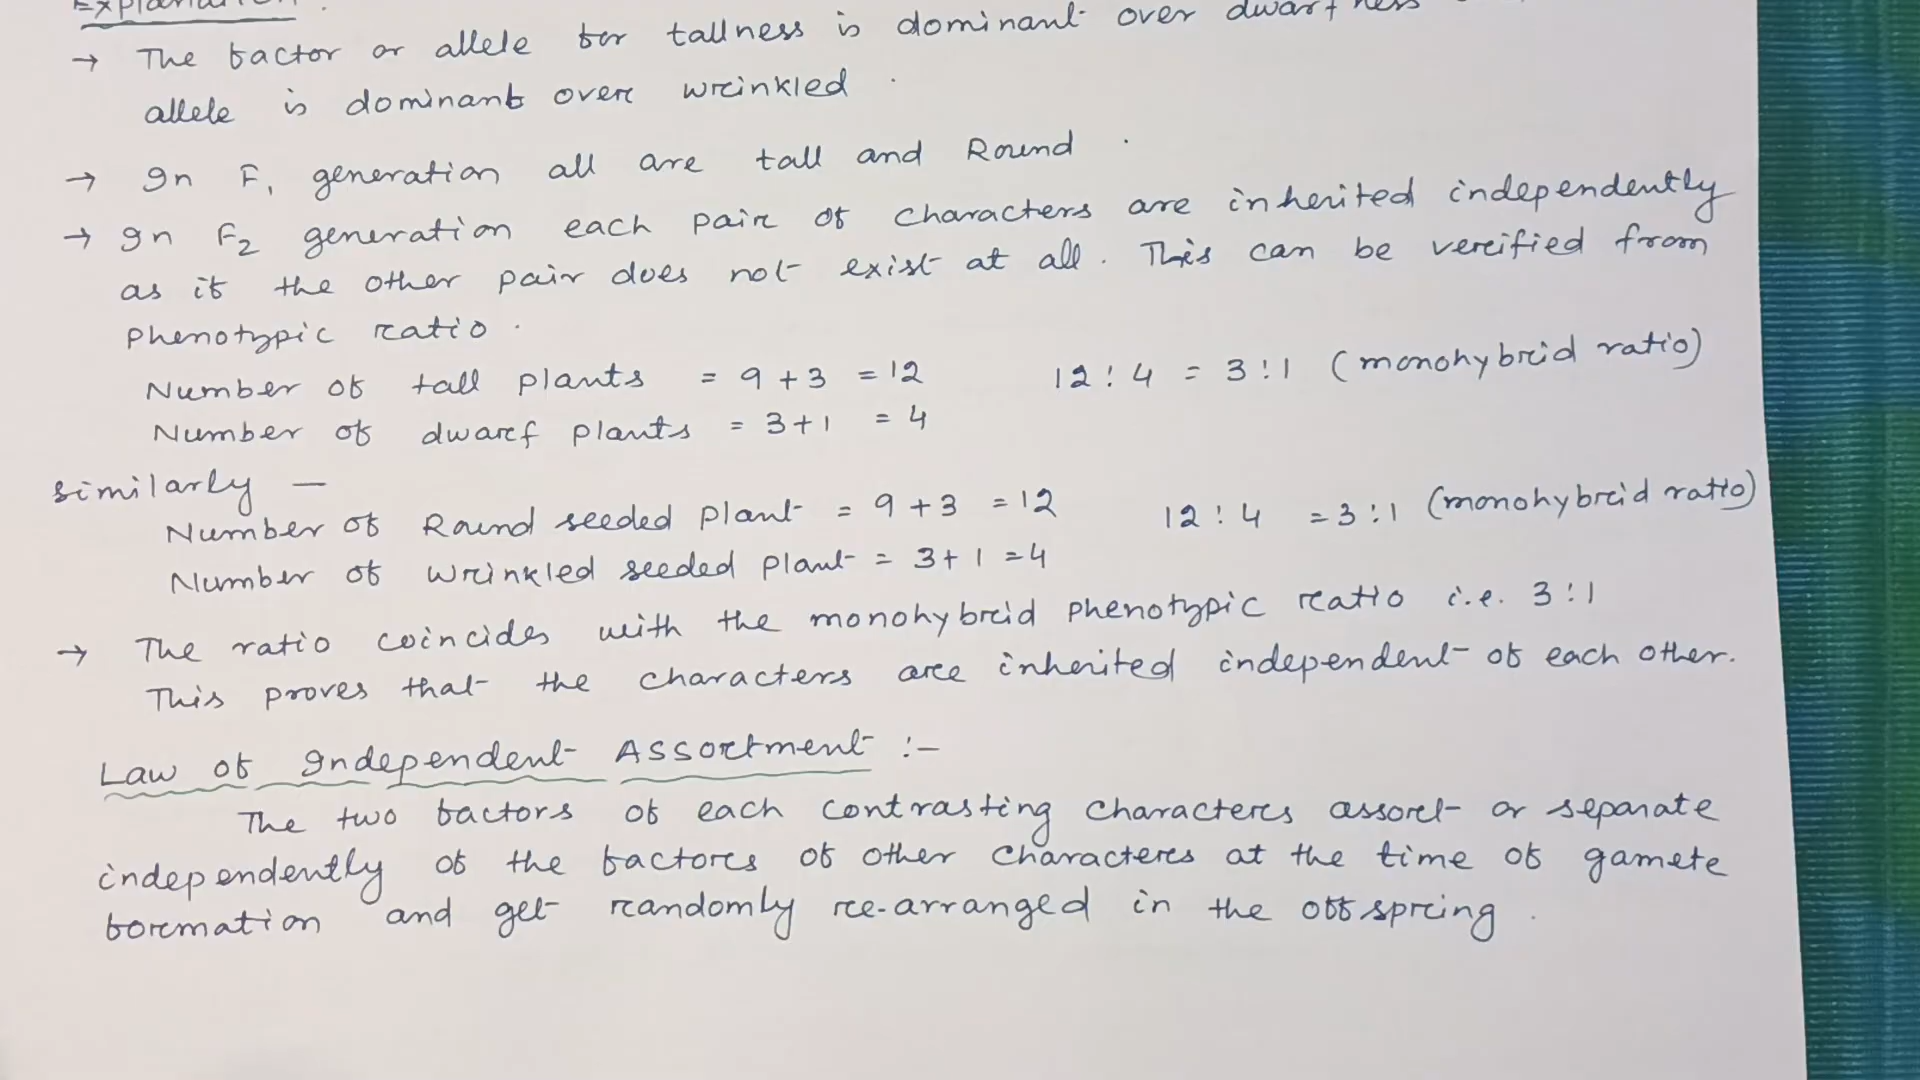 Explanation :
→ The factor or allele for tallness is dominant over dwarfness
allele is dominant over wrinkled .
→ In F1 generation all are tall and Round .
→ In F2 generation each pair of characters are inherited independently
as if the other pair does not exist at all . This can be verified from
Phenotypic ratio .
Number of tall plants = 9 + 3 = 12 12 : 4 = 3 : 1 (monohybrid ratio)
Number of dwarf plants = 3 + 1 = 4
Similarly —
Number of Round seeded plant = 9 + 3 = 12 12 : 4 = 3 : 1 (monohybrid ratio)
Number of wrinkled seeded plant = 3 + 1 = 4
→ The ratio coincides with the monohybrid phenotypic ratio i.e. 3 : 1
This proves that the characters are inherited independent of each other.
Law of Independent Assortment :-
The two factors of each contrasting characters assort or separate
independently of the factors of other characters at the time of gamete
formation and get randomly re-arranged in the offspring .